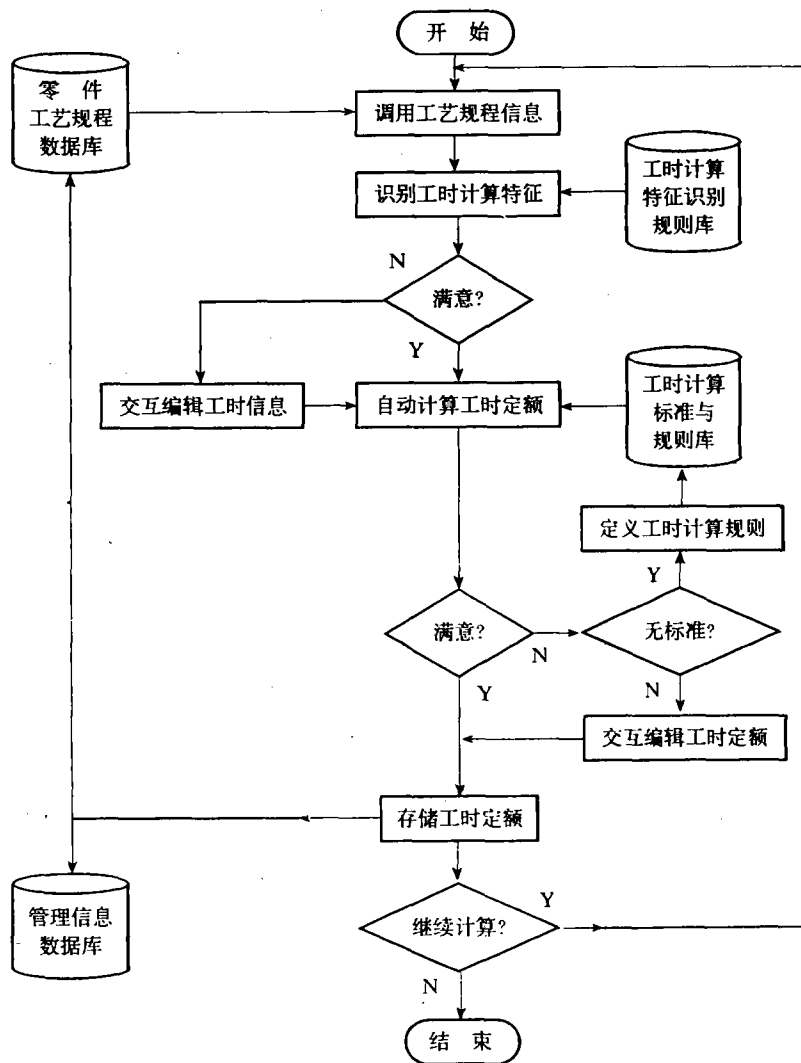 开 始
零 件
工艺规程
数据库
调用工艺规程信息
识别工时计算特征
工时计算
特征识别
规则库
N
满意?
Y
交互编辑工时信息
自动计算工时定额
工时计算
标准与
规则库
定义工时计算规则
Y
满意?
N
无标准?
Y
N
交互编辑工时定额
存储工时定额
管理信息
数据库
继续计算?
Y
N
结 束